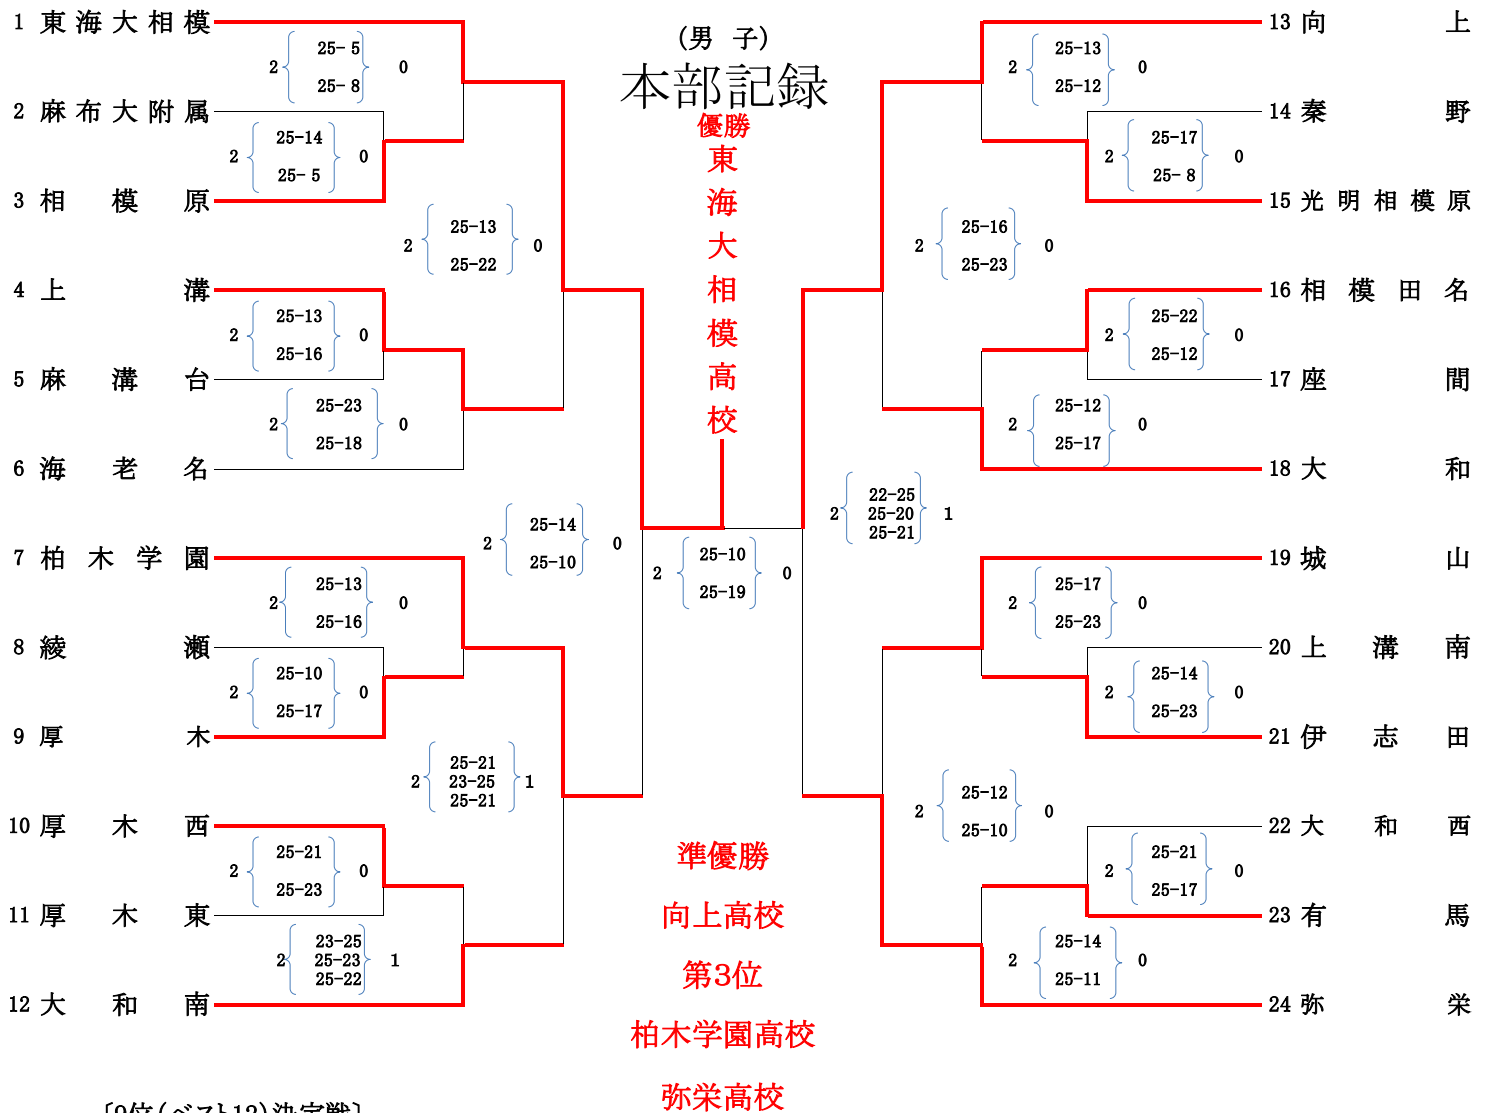 (男　子)
本部記録
優勝
東海大相模高校
1 東海大相模
2 麻布大附属
3 相模原
4 上溝
5 麻溝台
6 海老名
7 柏木学園
8 綾瀬
9 厚木
10 厚木西
11 厚木東
12 大和南
2 25- 5 0
25- 8
2 25-14 0
25- 5
2 25-13 0
25-22
2 25-13 0
25-16
2 25-23 0
25-18
2 25-14 0
25-10
2 25-13 0
25-16
2 25-10 0
25-17
2 25-21 1
23-25
25-21
2 25-21 0
25-23
2 23-25 1
25-23
25-22
2 25-10 0
25-19
13 向上
14 秦野
15 光明相模原
16 相模田名
17 座間
18 大和
19 城山
20 上溝南
21 伊志田
22 大和西
23 有馬
24 弥栄
2 25-13 0
25-12
2 25-17 0
25- 8
2 25-16 0
25-23
2 25-22 0
25-12
2 25-12 0
25-17
2 22-25 1
25-20
25-21
2 25-17 0
25-23
2 25-14 0
25-23
2 25-12 0
25-10
2 25-21 0
25-17
2 25-14 0
25-11
準優勝
向上高校
第3位
柏木学園高校
弥栄高校
〔9位(ベスト12)決定戦〕